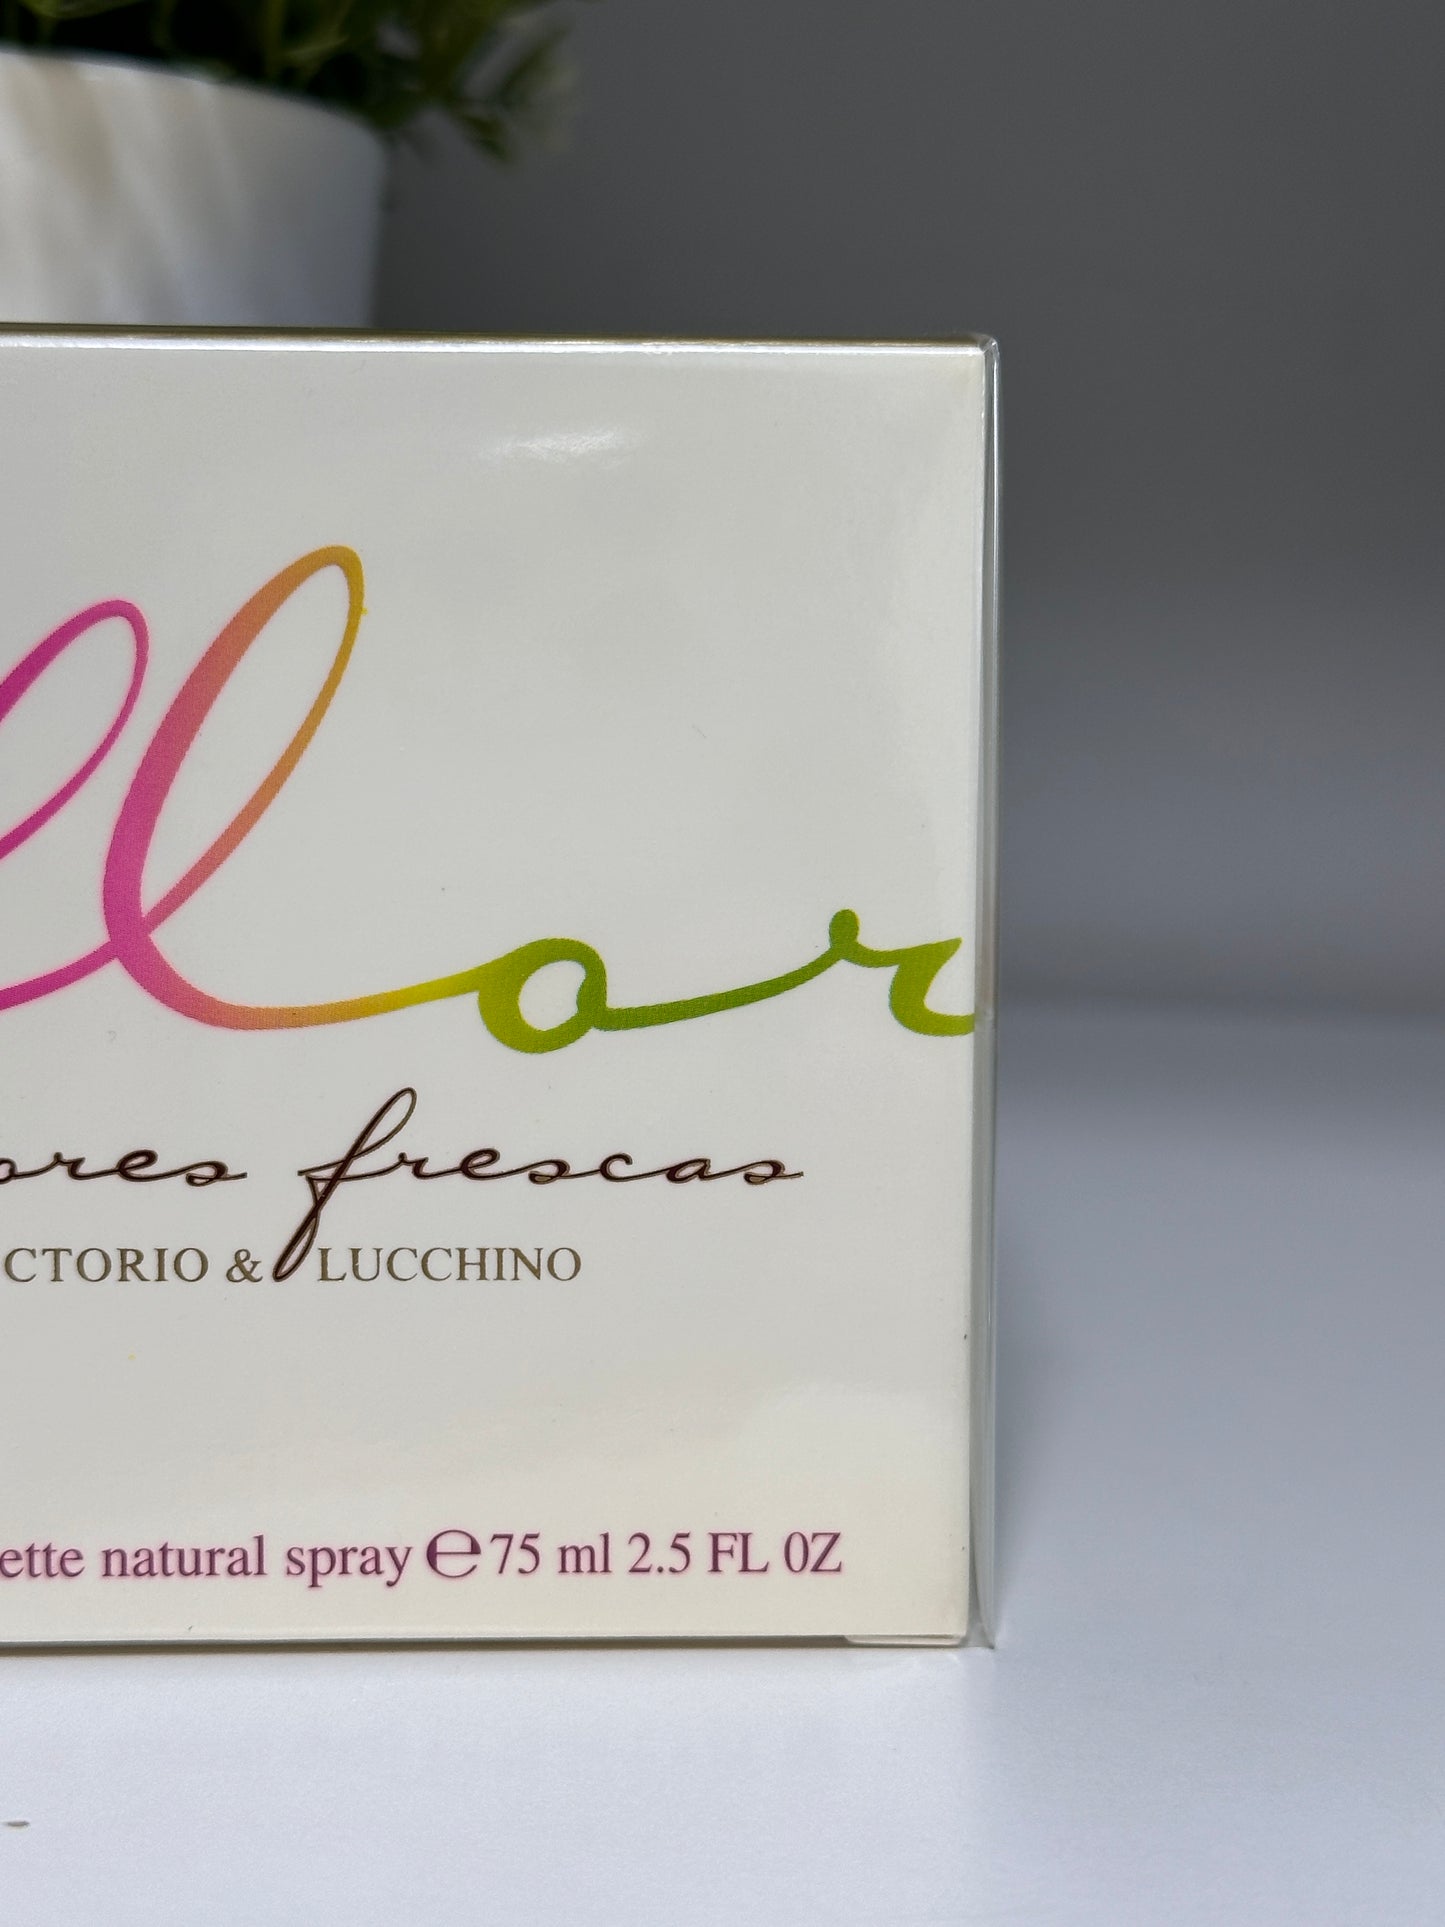 llor
ores frescas
CTORIO & LUCCHINO
ette natural spray ℮ 75 ml 2.5 FL 0Z